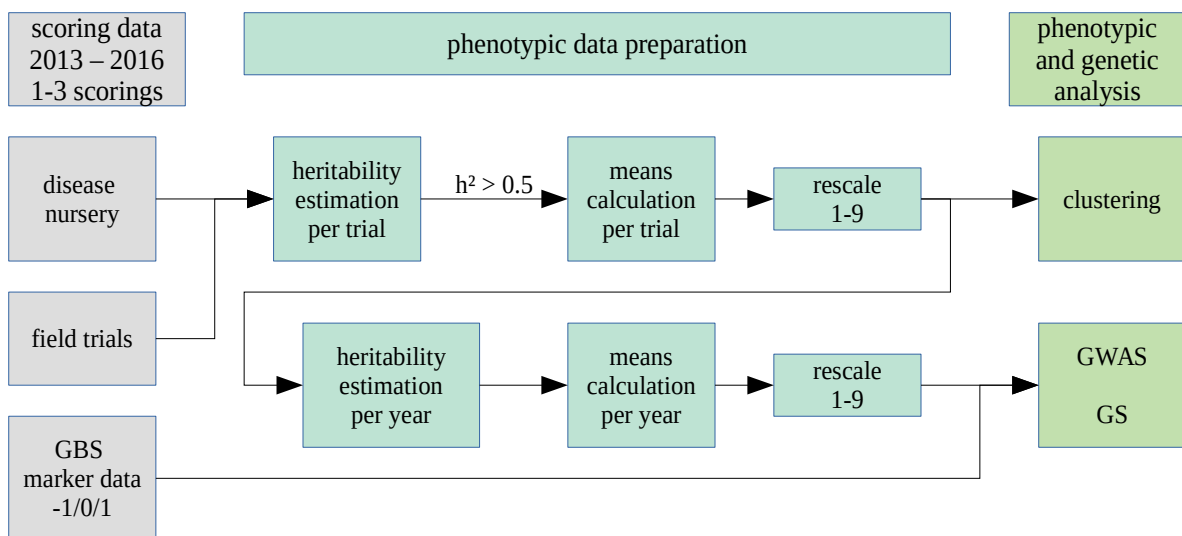 scoring data
2013 – 2016
1-3 scorings
phenotypic data preparation
phenotypic
and genetic
analysis
disease
nursery
heritability
estimation
per trial
h² > 0.5
means
calculation
per trial
rescale
1-9
clustering
field trials
heritability
estimation
per year
means
calculation
per year
rescale
1-9
GWAS
GS
GBS
marker data
-1/0/1